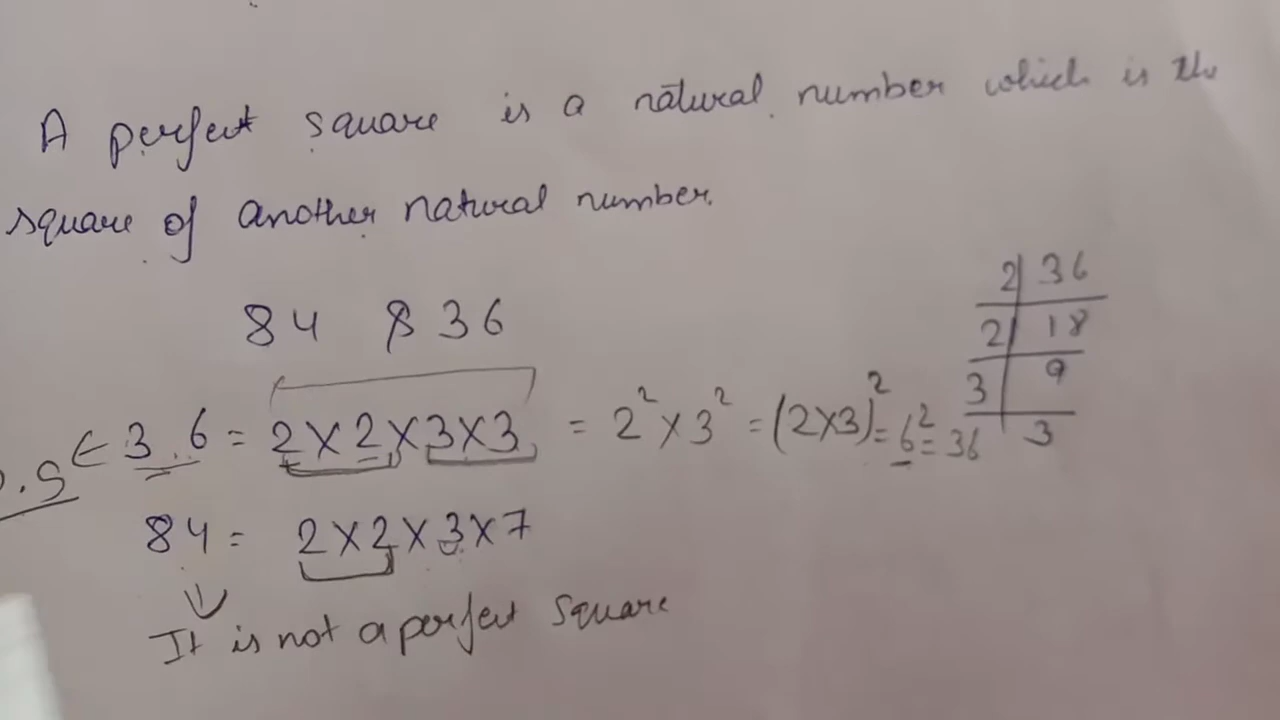 A perfect square is a natural number which is the
square of another natural number.
84 & 36
36 = 2×2×3×3 = 2² × 3² = (2×3)² = 6² = 36
84 = 2×2×3×7
It is not a perfect square
2 | 36
2 | 18
3 | 9
3